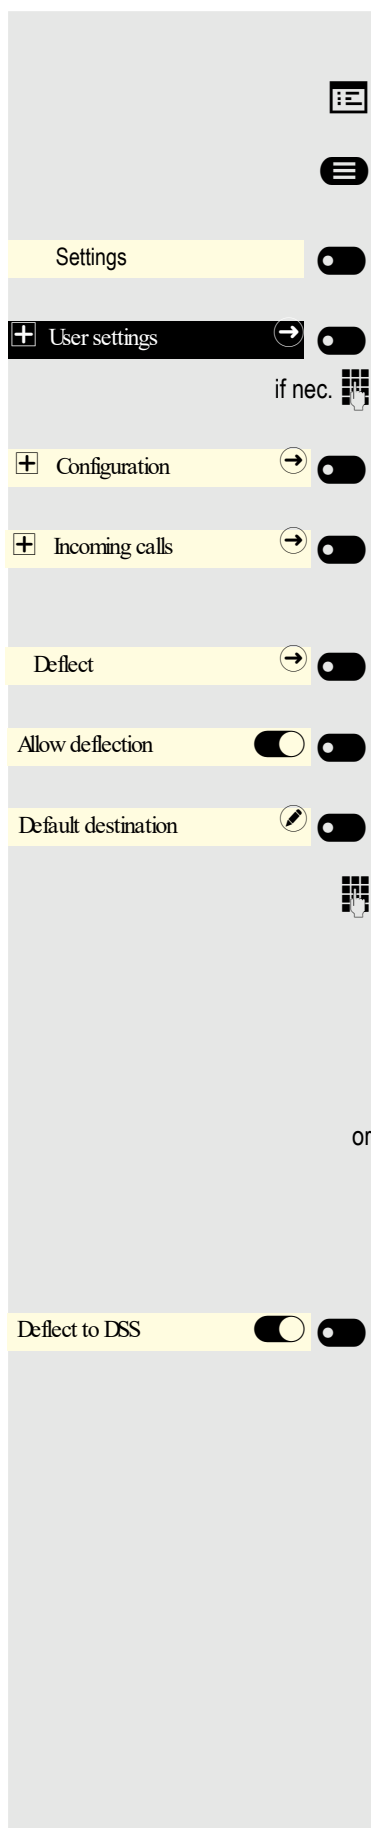 Settings
User settings
if nec.
Configuration
Incoming calls
Deflect
Allow deflection
Default destination
or
Deflect to DSS